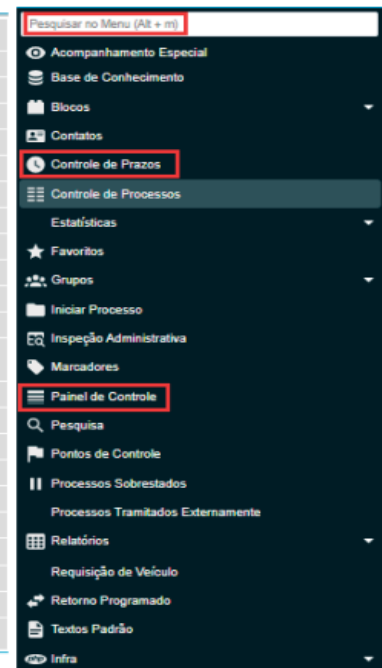 Pesquisar no Menu (Alt + m)
Acompanhamento Especial
Base de Conhecimento
Blocos
Contatos
Controle de Prazos
Controle de Processos
Estatísticas
Favoritos
Grupos
Iniciar Processo
Inspeção Administrativa
Marcadores
Painel de Controle
Pesquisa
Pontos de Controle
Processos Sobrestados
Processos Tramitados Externamente
Relatórios
Requisição de Veículo
Retorno Programado
Textos Padrão
php Infra